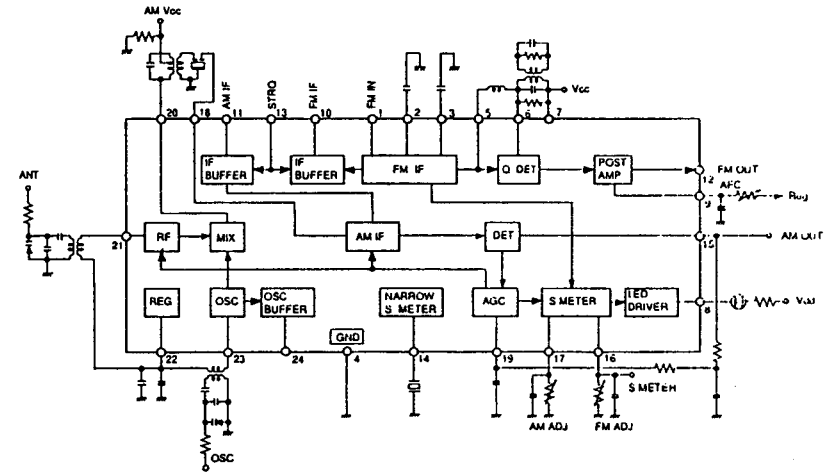 AM Vcc
AM IF
STRQ
FM IF
FM IN
Vcc
20
18
11
13
10
1
2
3
5
6
7
ANT
IF BUFFER
IF BUFFER
FM IF
Q DET
POST AMP
12
FM OUT
9
AFC
Reg
21
RF
MIX
AM IF
DET
15
AM OUT
REG
OSC
OSC BUFFER
NARROW S METER
AGC
S METER
LED DRIVER
8
GND
22
23
24
4
14
19
17
16
S METER
AM ADJ
FM ADJ
OSC